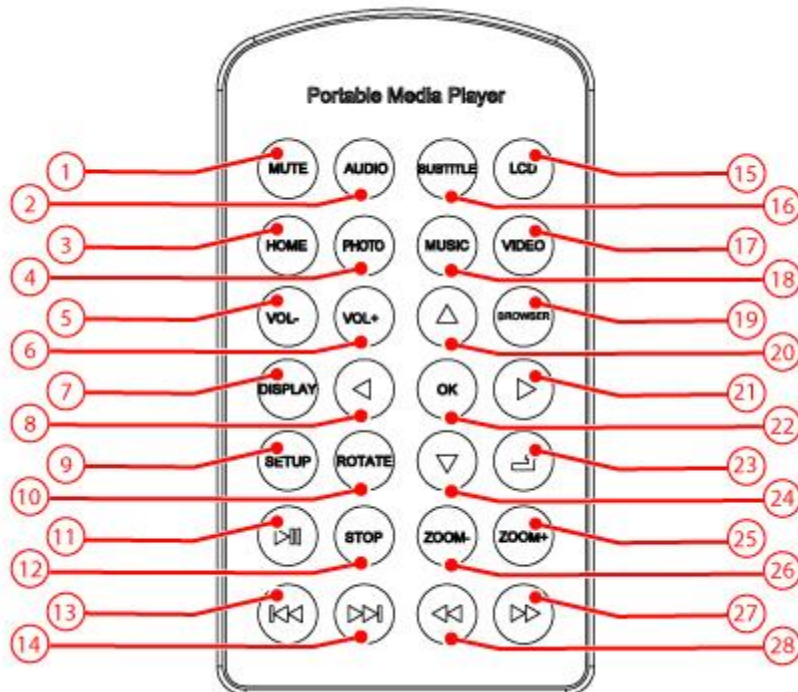 Portable Media Player
1 MUTE AUDIO SUBTITLE LCD 15
2 16
3 HOME PHOTO MUSIC VIDEO 17
4 18
5 VOL- VOL+ BROWSER 19
6 20
7 DISPLAY OK 21
8 22
9 SETUP ROTATE 23
10 24
11 STOP ZOOM- ZOOM+ 25
12 26
13 27
14 28